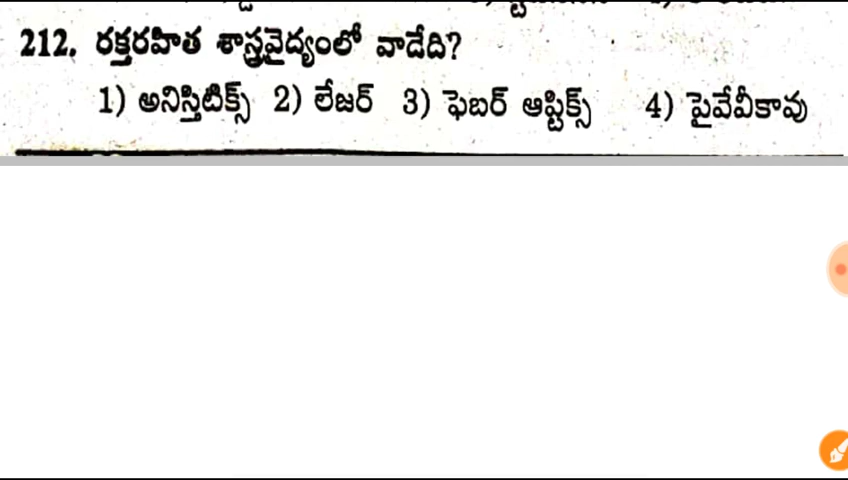 212. రక్తరహిత శాస్త్రవైద్యంలో వాడేది?
1) అనిస్తిటిక్స్ 2) లేజర్ 3) ఫైబర్ ఆప్టిక్స్ 4) పైవేవీకావు